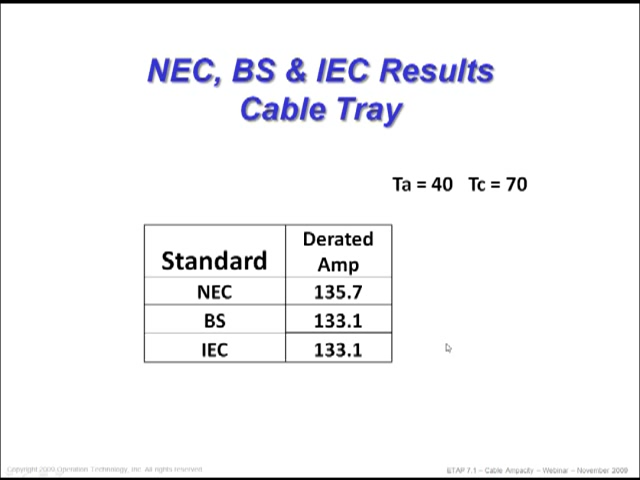 NEC, BS & IEC Results
Cable Tray
Ta = 40 Tc = 70
Standard Derated Amp
NEC 135.7
BS 133.1
IEC 133.1
Copyright 2009 Operation Technology, Inc. All rights reserved.
ETAP 7.1 – Cable Ampacity – Webinar – November 2009